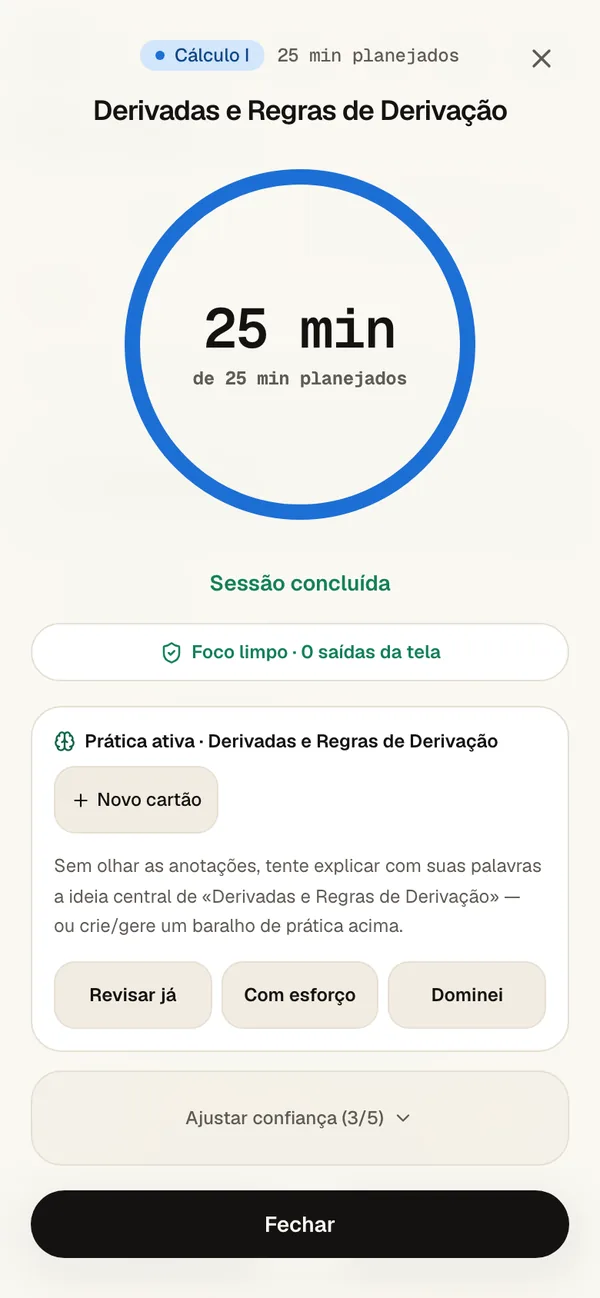 Cálculo I
25 min planejados
Derivadas e Regras de Derivação
25 min
de 25 min planejados
Sessão concluída
Foco limpo · 0 saídas da tela
Prática ativa · Derivadas e Regras de Derivação
+ Novo cartão
Sem olhar as anotações, tente explicar com suas palavras
a ideia central de «Derivadas e Regras de Derivação» —
ou crie/gere um baralho de prática acima.
Revisar já
Com esforço
Dominei
Ajustar confiança (3/5)
Fechar